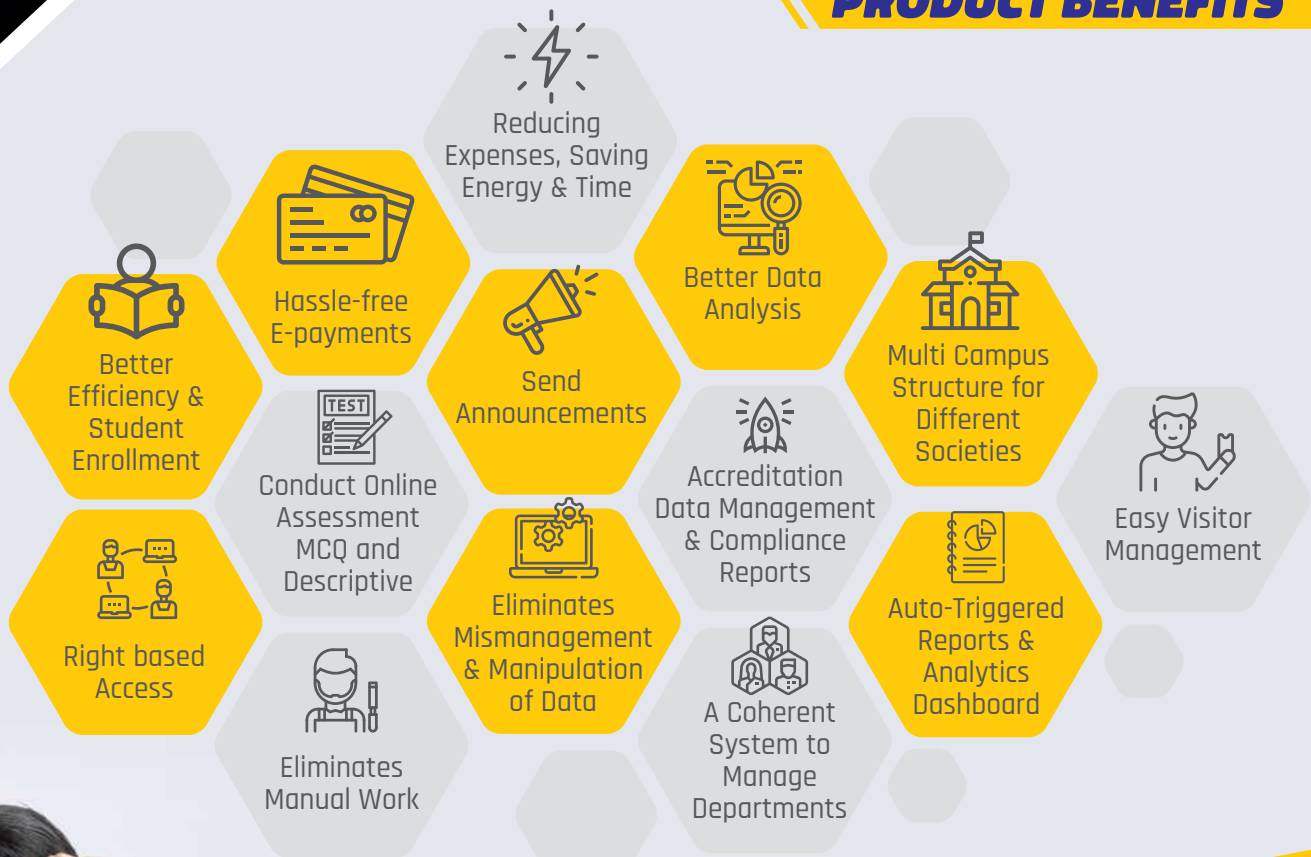 PRODUCT BENEFITS
Reducing
Expenses, Saving
Energy & Time
Hassle-free
E-payments
Better Data
Analysis
Better
Efficiency &
Student
Enrollment
Send
Announcements
Multi Campus
Structure for
Different
Societies
TEST
Conduct Online
Assessment
MCQ and
Descriptive
Accreditation
Data Management
& Compliance
Reports
Easy Visitor
Management
Right based
Access
Eliminates
Mismanagement
& Manipulation
of Data
Auto-Triggered
Reports &
Analytics
Dashboard
Eliminates
Manual Work
A Coherent
System to
Manage
Departments